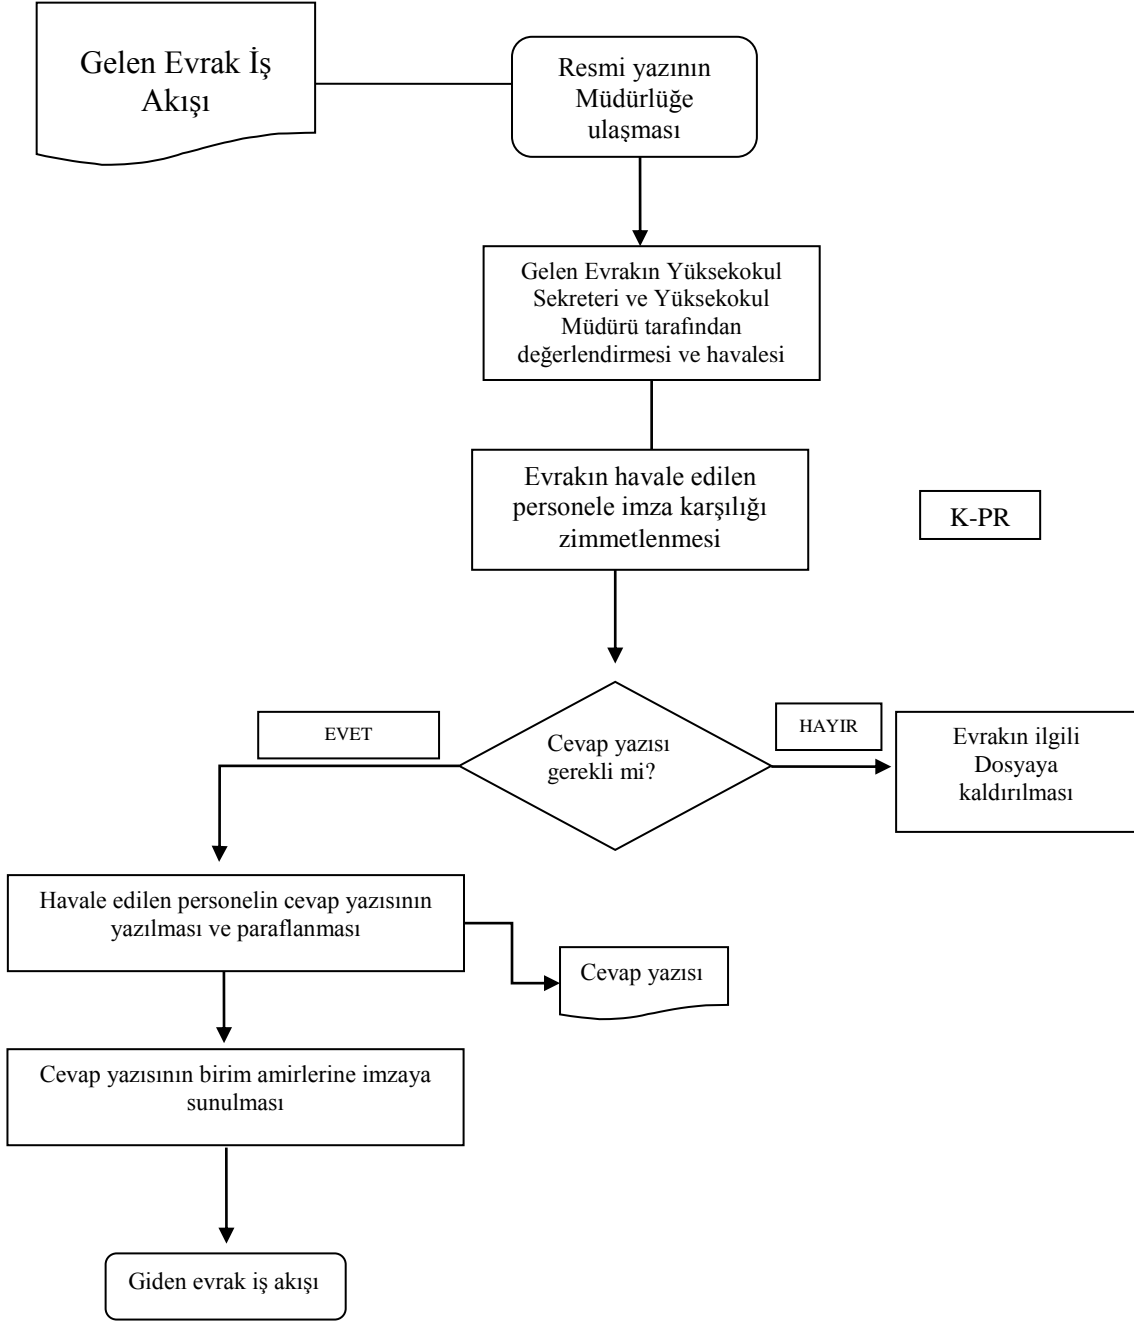 Gelen Evrak İş
Akışı
Resmi yazının
Müdürlüğe
ulaşması
Gelen Evrakın Yüksekokul
Sekreteri ve Yüksekokul
Müdürü tarafından
değerlendirmesi ve havalesi
Evrakın havale edilen
personele imza karşılığı
zimmetlenmesi
K-PR
EVET
Cevap yazısı
gerekli mi?
HAYIR
Evrakın ilgili
Dosyaya
kaldırılması
Havale edilen personelin cevap yazısının
yazılması ve paraflanması
Cevap yazısı
Cevap yazısının birim amirlerine imzaya
sunulması
Giden evrak iş akışı